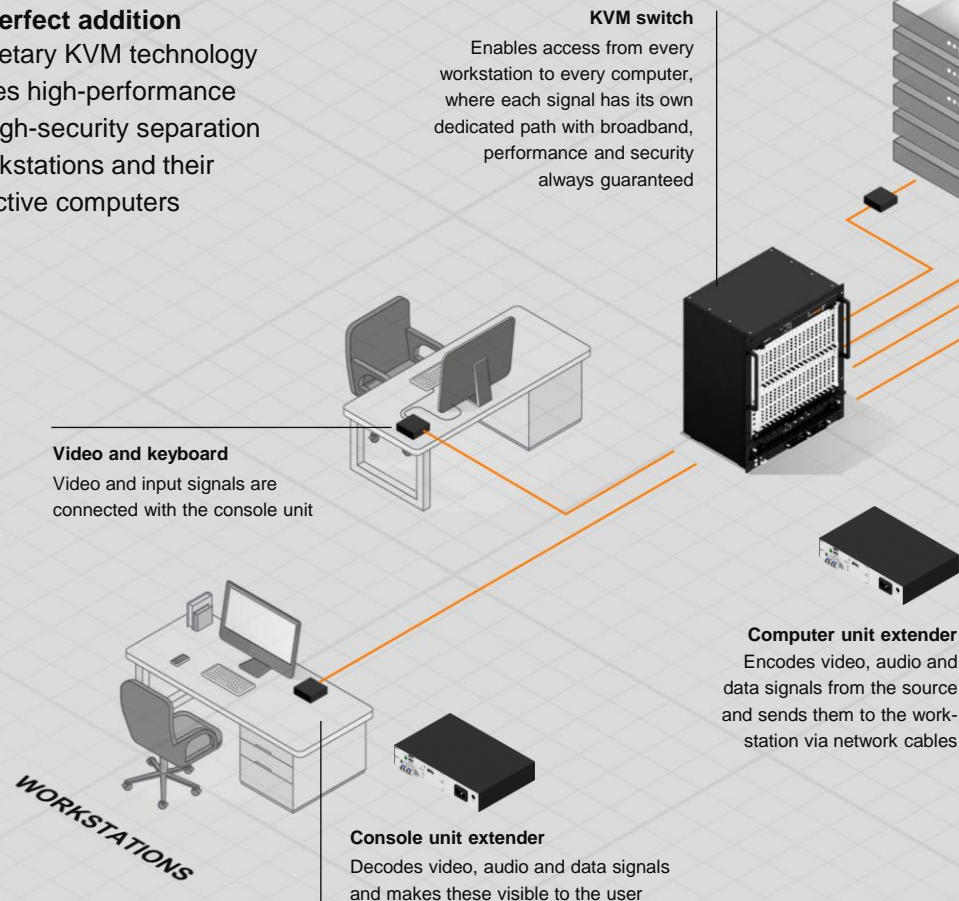 erfect addition
etary KVM technology
es high-performance
gh-security separation
kstations and their
ctive computers
KVM switch
Enables access from every
workstation to every computer,
where each signal has its own
dedicated path with broadband,
performance and security
always guaranteed
Video and keyboard
Video and input signals are
connected with the console unit
Computer unit extender
Encodes video, audio and
data signals from the source
and sends them to the work-
station via network cables
WORKSTATIONS
Console unit extender
Decodes video, audio and data signals
and makes these visible to the user